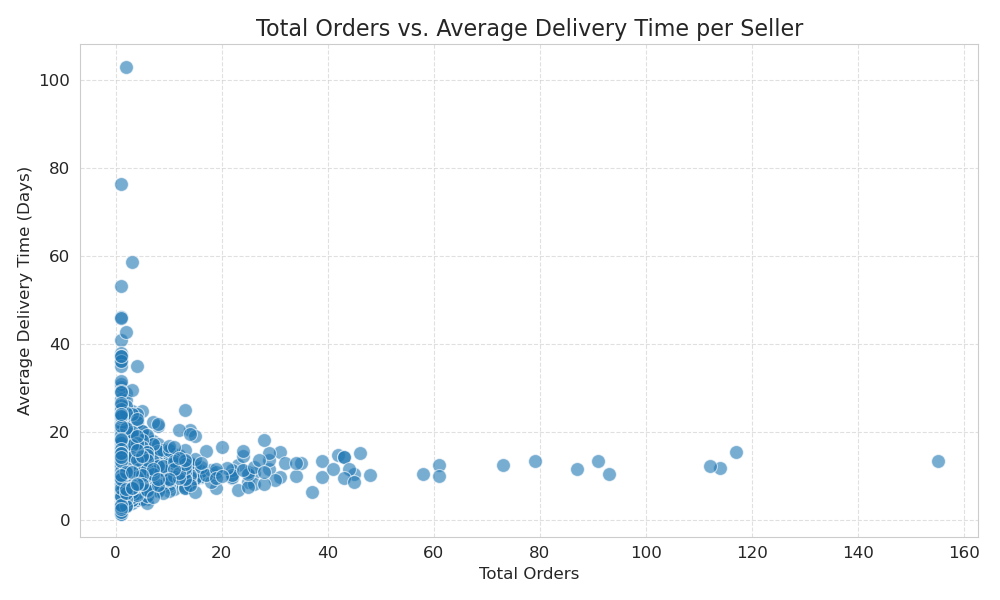 Total Orders vs. Average Delivery Time per Seller
Average Delivery Time (Days)
100
80
60
40
20
0
0 20 40 60 80 100 120 140 160
Total Orders